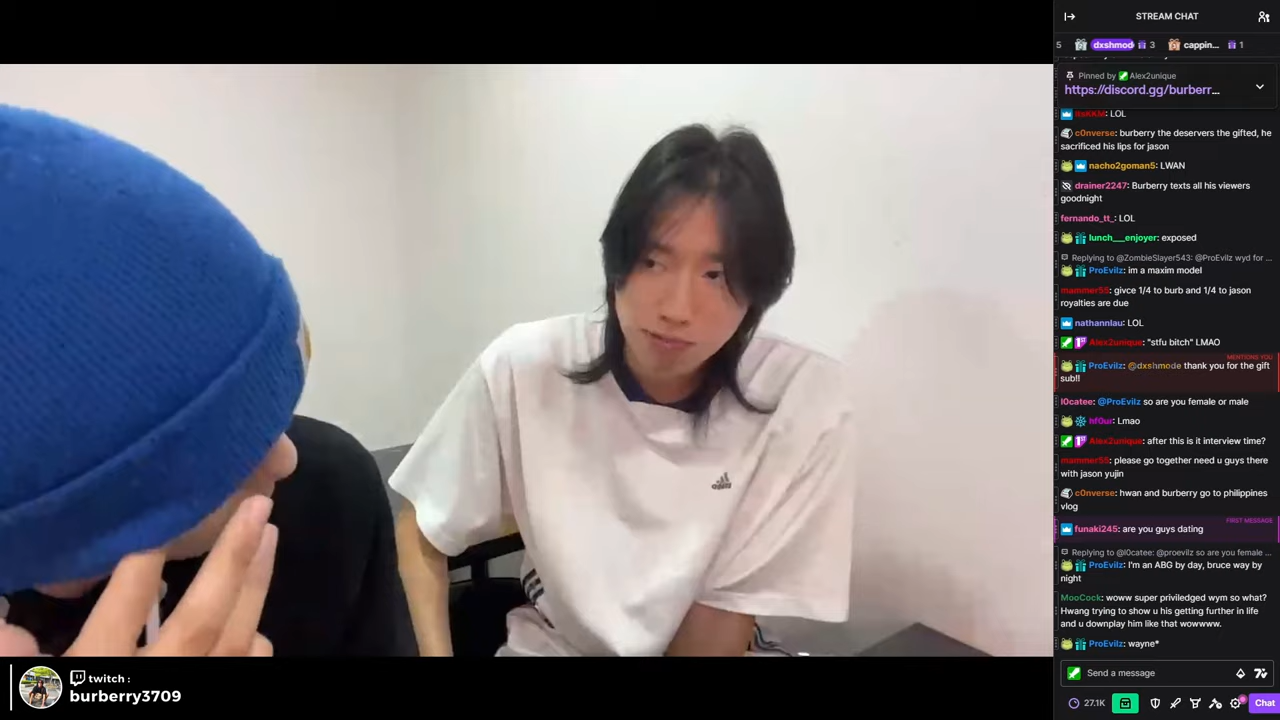 STREAM CHAT
5 dxshmod 3 cappin... 1
Pinned by Alex2unique
https://discord.gg/burberr...
ItsKKM: LOL
c0nverse: burberry the deserves the gifted, he
sacrificed his lips for jason
nacho2goman5: LWAN
drainer2247: Burberry texts all his viewers
goodnight
fernando_tt_: LOL
lunch___enjoyer: exposed
Replying to @ZombieSlayer543: @ProEvilz wyd for ...
ProEvilz: im a maxim model
mammer55: givce 1/4 to burb and 1/4 to jason
royalties are due
nathannlau: LOL
Alex2unique: "stfu bitch" LMAO
MENTIONS YOU
ProEvilz: @dxshmode thank you for the gift
sub!!
l0catee: @ProEvilz so are you female or male
hf0ur: Lmao
Alex2unique: after this is it interview time?
mammer55: please go together need u guys there
with jason yujin
c0nverse: hwan and burberry go to philippines
vlog
FIRST MESSAGE
funaki245: are you guys dating
Replying to @l0catee: @proevilz so are you female ...
ProEvilz: I'm an ABG by day, bruce way by
night
MooCock: woww super priviledged wym so what?
Hwang trying to show u his getting further in life
and u downplay him like that wowwww.
ProEvilz: wayne*
Send a message
27.1K
Chat
adidas
twitch :
burberry3709